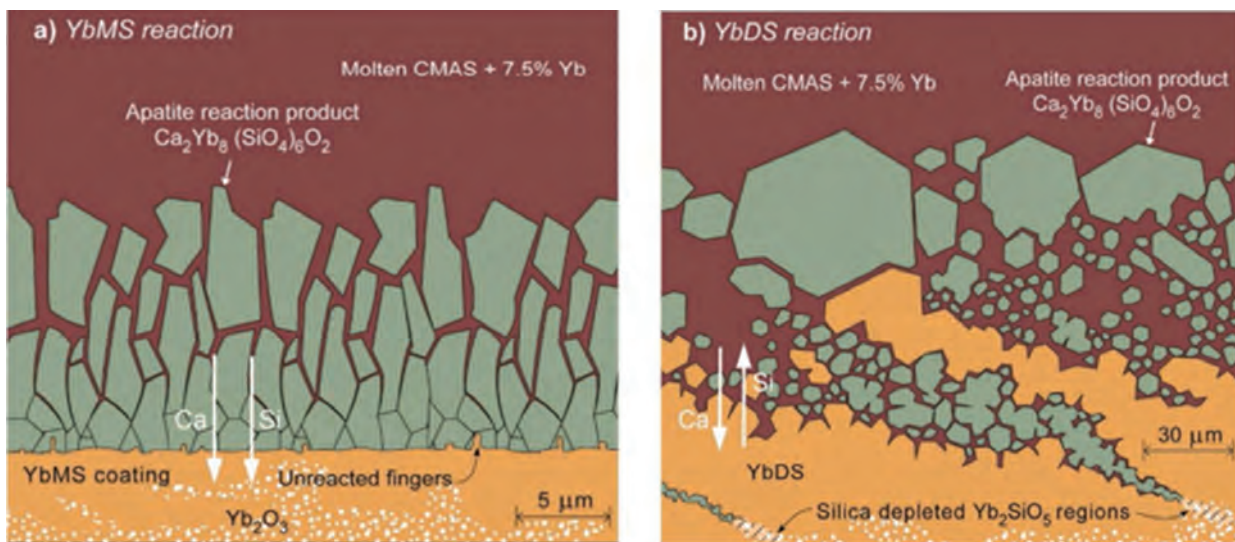 a) YbMS reaction
Molten CMAS + 7.5% Yb
Apatite reaction product
Ca₂Yb₈ (SiO₄)₆O₂
Ca
Si
YbMS coating
Unreacted fingers
Yb₂O₃
5 μm
b) YbDS reaction
Molten CMAS + 7.5% Yb
Apatite reaction product
Ca₂Yb₈(SiO₄)₆O₂
Ca
Si
YbDS
30 μm
Silica depleted Yb₂SiO₅ regions